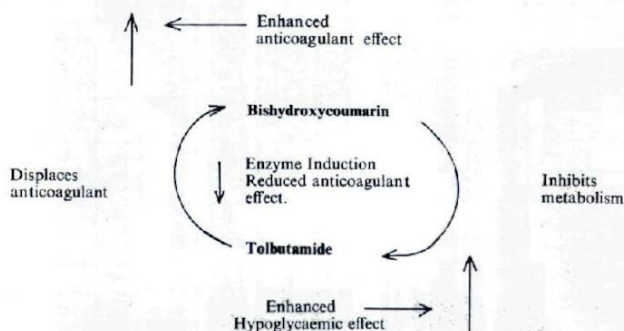 Enhanced
anticoagulant effect
Bishydroxycoumarin
Displaces
anticoagulant
Enzyme Induction
Reduced anticoagulant
effect.
Inhibits
metabolism
Tolbutamide
Enhanced
Hypoglycaemic effect